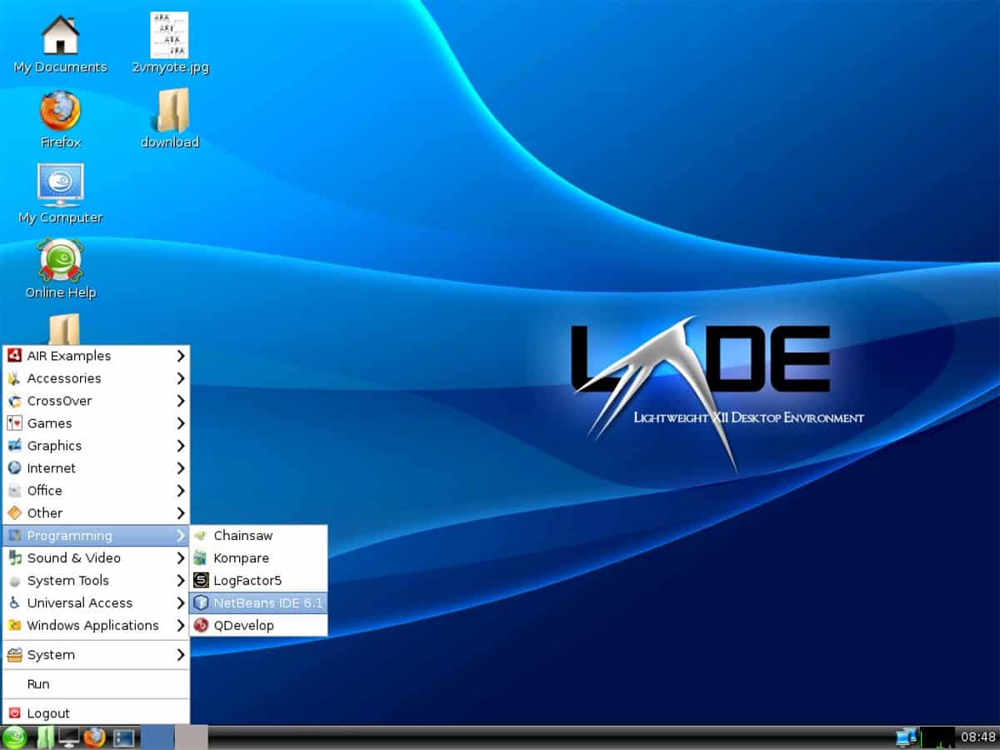 My Documents
2vmyote.jpg
Firefox
download
My Computer
Online Help
AIR Examples
Accessories
CrossOver
Games
Graphics
Internet
Office
Other
Programming
Sound & Video
System Tools
Universal Access
Windows Applications
System
Run
Logout
Chainsaw
Kompare
LogFactor5
NetBeans IDE 6.1
QDevelop
LXDE
Lightweight X11 Desktop Environment
08:48